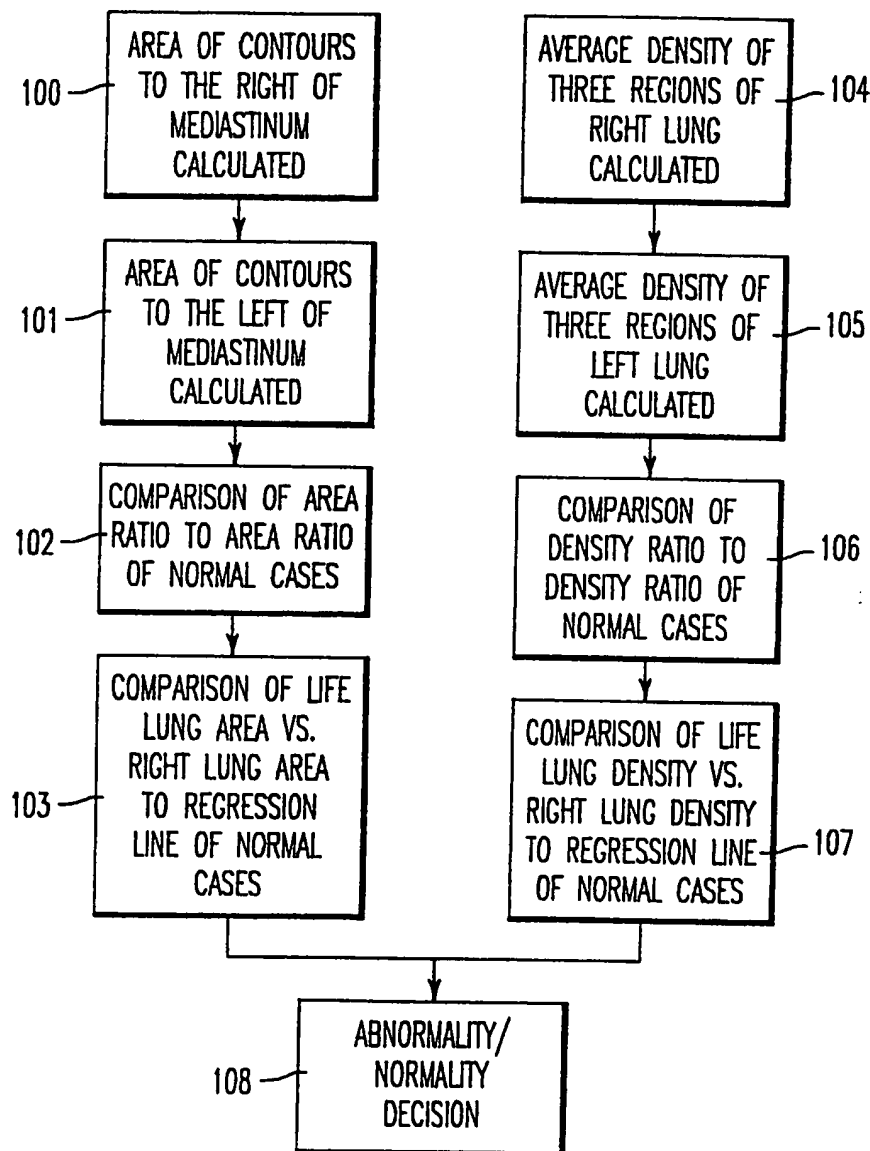 100
AREA OF CONTOURS
TO THE RIGHT OF
MEDIASTINUM
CALCULATED
101
AREA OF CONTOURS
TO THE LEFT OF
MEDIASTINUM
CALCULATED
102
COMPARISON OF AREA
RATIO TO AREA RATIO
OF NORMAL CASES
103
COMPARISON OF LIFE
LUNG AREA VS.
RIGHT LUNG AREA
TO REGRESSION
LINE OF NORMAL
CASES
AVERAGE DENSITY OF
THREE REGIONS OF
RIGHT LUNG
CALCULATED
104
AVERAGE DENSITY OF
THREE REGIONS OF
LEFT LUNG
CALCULATED
105
COMPARISON OF
DENSITY RATIO TO
DENSITY RATIO OF
NORMAL CASES
106
COMPARISON OF LIFE
LUNG DENSITY VS.
RIGHT LUNG DENSITY
TO REGRESSION LINE
OF NORMAL CASES
107
108
ABNORMALITY/
NORMALITY
DECISION